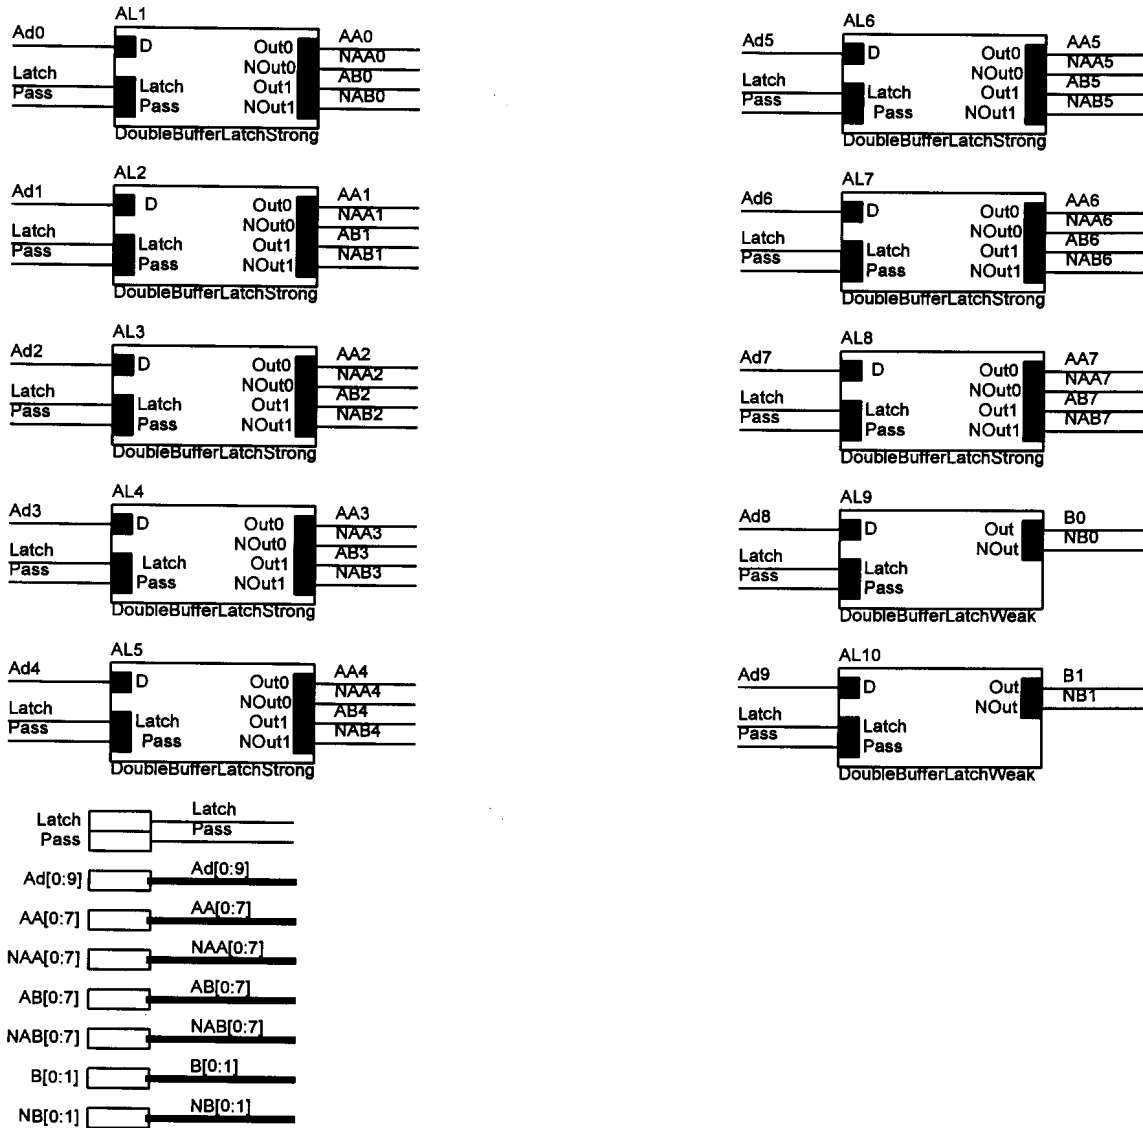 AL1
Ad0
D
Latch
Pass
Latch
Pass
Out0
NOut0
Out1
NOut1
AA0
NAA0
AB0
NAB0
DoubleBufferLatchStrong
AL2
Ad1
D
Latch
Pass
Latch
Pass
Out0
NOut0
Out1
NOut1
AA1
NAA1
AB1
NAB1
DoubleBufferLatchStrong
AL3
Ad2
D
Latch
Pass
Latch
Pass
Out0
NOut0
Out1
NOut1
AA2
NAA2
AB2
NAB2
DoubleBufferLatchStrong
AL4
Ad3
D
Latch
Pass
Latch
Pass
Out0
NOut0
Out1
NOut1
AA3
NAA3
AB3
NAB3
DoubleBufferLatchStrong
AL5
Ad4
D
Latch
Pass
Latch
Pass
Out0
NOut0
Out1
NOut1
AA4
NAA4
AB4
NAB4
DoubleBufferLatchStrong
Latch
Pass
Latch
Pass
Ad[0:9]
Ad[0:9]
AA[0:7]
AA[0:7]
NAA[0:7]
NAA[0:7]
AB[0:7]
AB[0:7]
NAB[0:7]
NAB[0:7]
B[0:1]
B[0:1]
NB[0:1]
NB[0:1]
AL6
Ad5
D
Latch
Pass
Latch
Pass
Out0
NOut0
Out1
NOut1
AA5
NAA5
AB5
NAB5
DoubleBufferLatchStrong
AL7
Ad6
D
Latch
Pass
Latch
Pass
Out0
NOut0
Out1
NOut1
AA6
NAA6
AB6
NAB6
DoubleBufferLatchStrong
AL8
Ad7
D
Latch
Pass
Latch
Pass
Out0
NOut0
Out1
NOut1
AA7
NAA7
AB7
NAB7
DoubleBufferLatchStrong
AL9
Ad8
D
Latch
Pass
Latch
Pass
Out
NOut
B0
NB0
DoubleBufferLatchWeak
AL10
Ad9
D
Latch
Pass
Latch
Pass
Out
NOut
B1
NB1
DoubleBufferLatchWeak